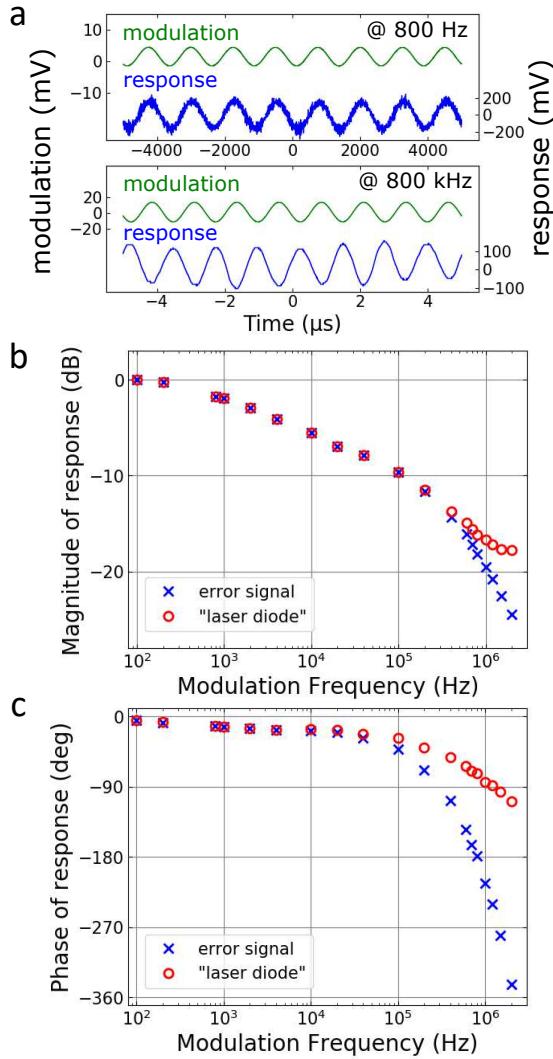 a
modulation @ 800 Hz
15
0
−10
response
200
0
−200
−4000 −2000 0 2000 4000
modulation @ 800 kHz
20
0
−20
response
100
0
−100
−4 −2 0 2 4
Time (μs)
modulation (mV)
response (mV)
b
0
−10
−20
Magnitude of response (dB)
error signal
"laser diode"
10² 10³ 10⁴ 10⁵ 10⁶
Modulation Frequency (Hz)
c
0
−90
−180
−270
−360
Phase of response (deg)
error signal
"laser diode"
10² 10³ 10⁴ 10⁵ 10⁶
Modulation Frequency (Hz)